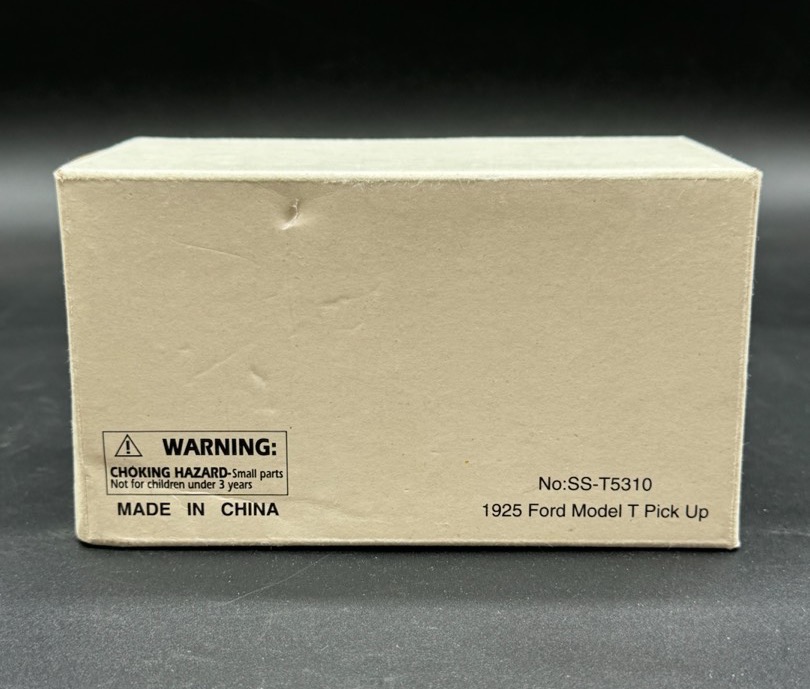 WARNING:
CHOKING HAZARD-Small parts
Not for children under 3 years
MADE IN CHINA
No:SS-T5310
1925 Ford Model T Pick Up